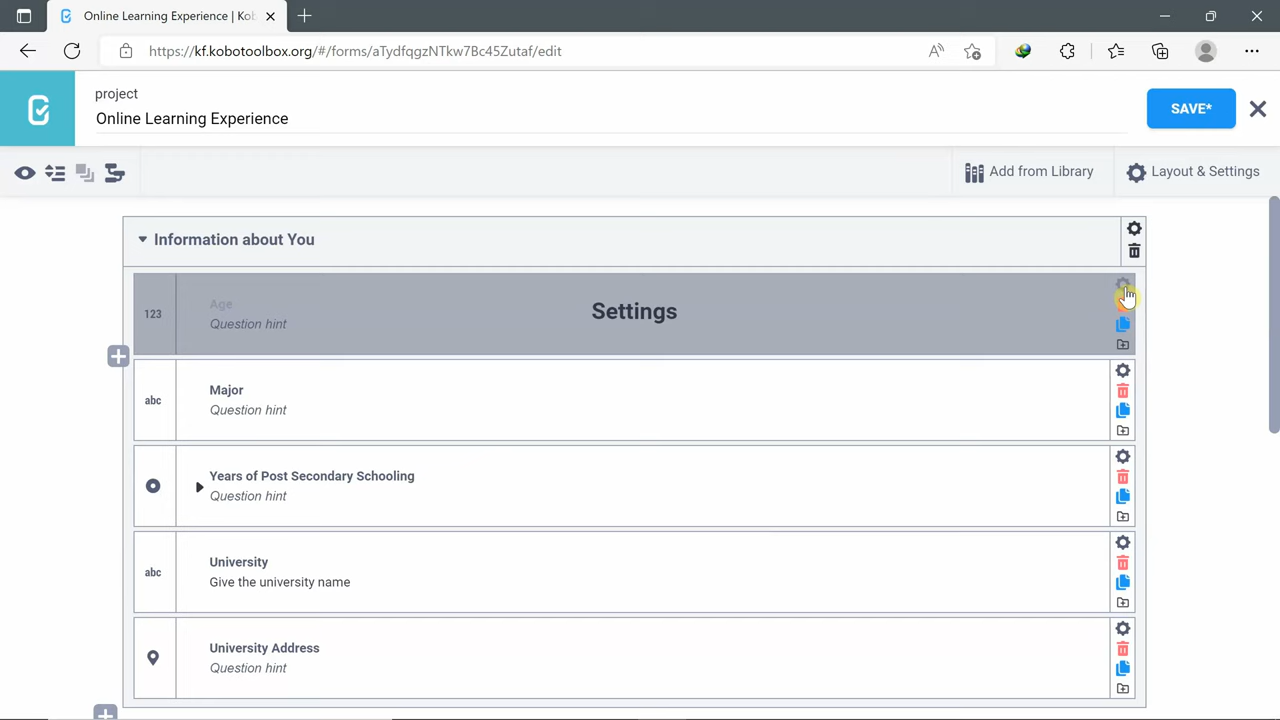 Online Learning Experience | Kob
https://kf.kobotoolbox.org/#/forms/aTydfqgzNTkw7Bc45Zutaf/edit
project
Online Learning Experience
SAVE*
Add from Library
Layout & Settings
Information about You
123
Age
Question hint
Settings
abc
Major
Question hint
Years of Post Secondary Schooling
Question hint
abc
University
Give the university name
University Address
Question hint